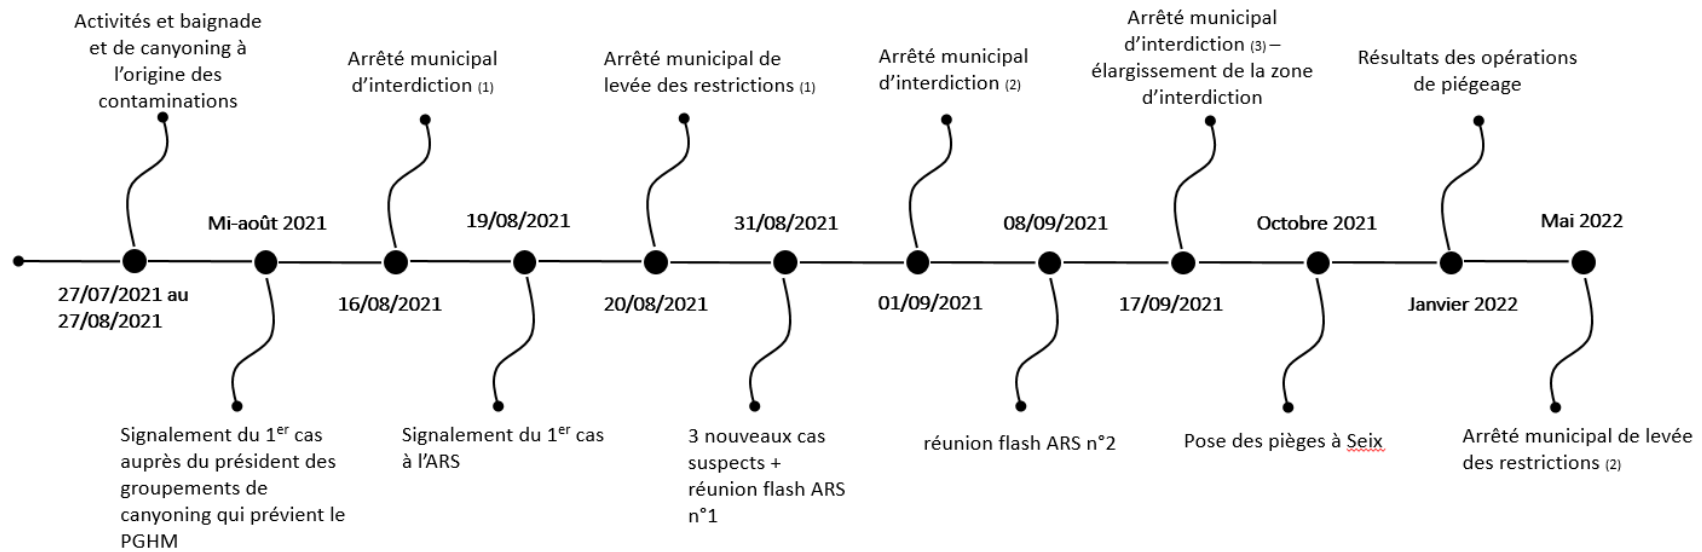 Activités et baignade
et de canyoning à
l’origine des
contaminations
Arrêté municipal
d’interdiction (1)
Arrêté municipal de
levée des restrictions (1)
Arrêté municipal
d’interdiction (2)
Arrêté municipal
d’interdiction (3) –
élargissement de la zone
d’interdiction
Résultats des opérations
de piégeage
Mi-août 2021
19/08/2021
31/08/2021
08/09/2021
Octobre 2021
Mai 2022
27/07/2021 au
27/08/2021
16/08/2021
20/08/2021
01/09/2021
17/09/2021
Janvier 2022
Signalement du 1er cas
auprès du président des
groupements de
canyoning qui prévient le
PGHM
Signalement du 1er cas
à l’ARS
3 nouveaux cas
suspects +
réunion flash ARS
n°1
réunion flash ARS n°2
Pose des pièges à Seix
Arrêté municipal de levée
des restrictions (2)